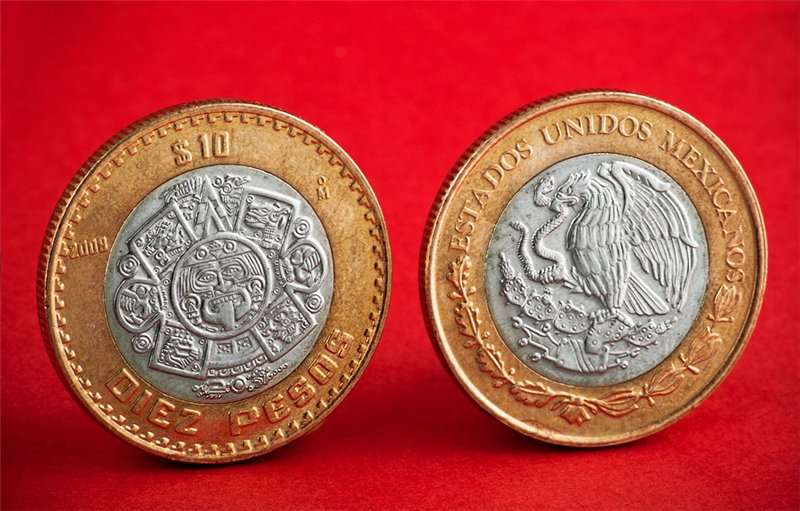 $10
M
2008
DIEZ PESOS
ESTADOS UNIDOS MEXICANOS